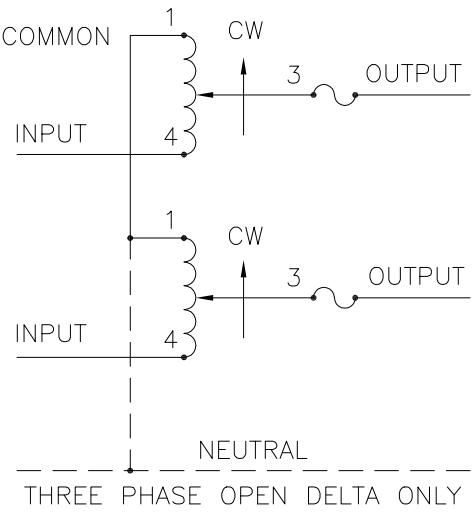 1
COMMON
CW
3
OUTPUT
INPUT
4
1
CW
3
OUTPUT
INPUT
4
NEUTRAL
THREE PHASE OPEN DELTA ONLY